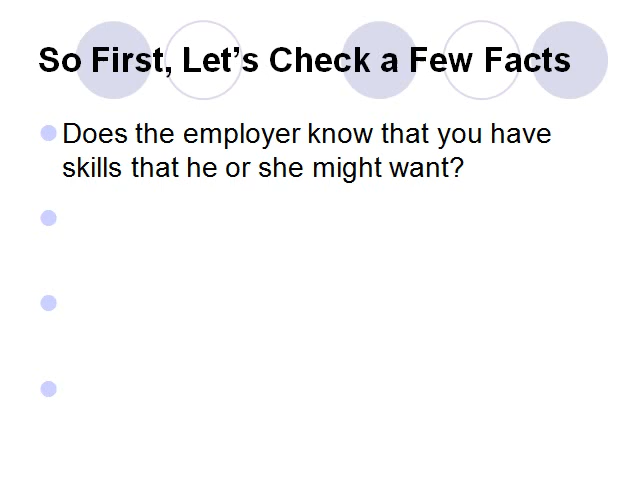 So First, Let’s Check a Few Facts
Does the employer know that you have
skills that he or she might want?